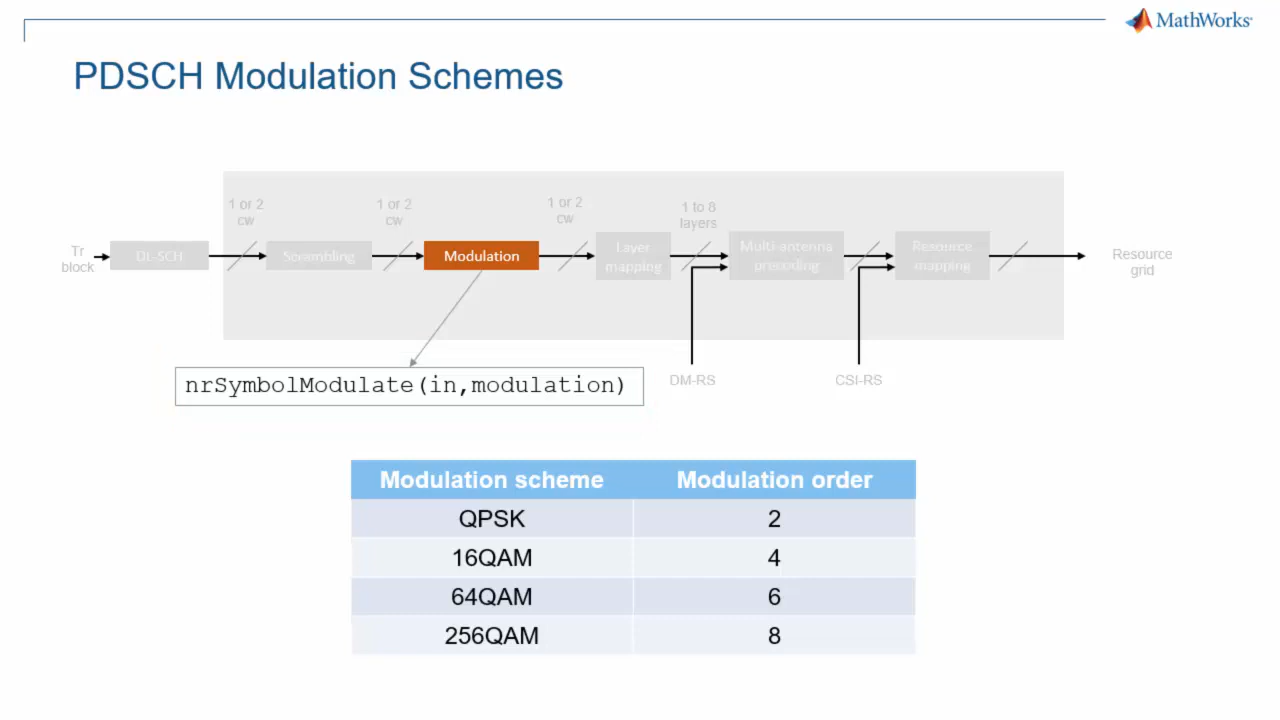 MathWorks
PDSCH Modulation Schemes
1 or 2
cw
1 or 2
cw
1 or 2
cw
1 to 8
layers
Tr
block
DL-SCH
Scrambling
Modulation
Layer
mapping
Multi-antenna
precoding
Resource
mapping
Resource
grid
nrSymbolModulate(in,modulation)
DM-RS
CSI-RS
Modulation scheme Modulation order
QPSK 2
16QAM 4
64QAM 6
256QAM 8